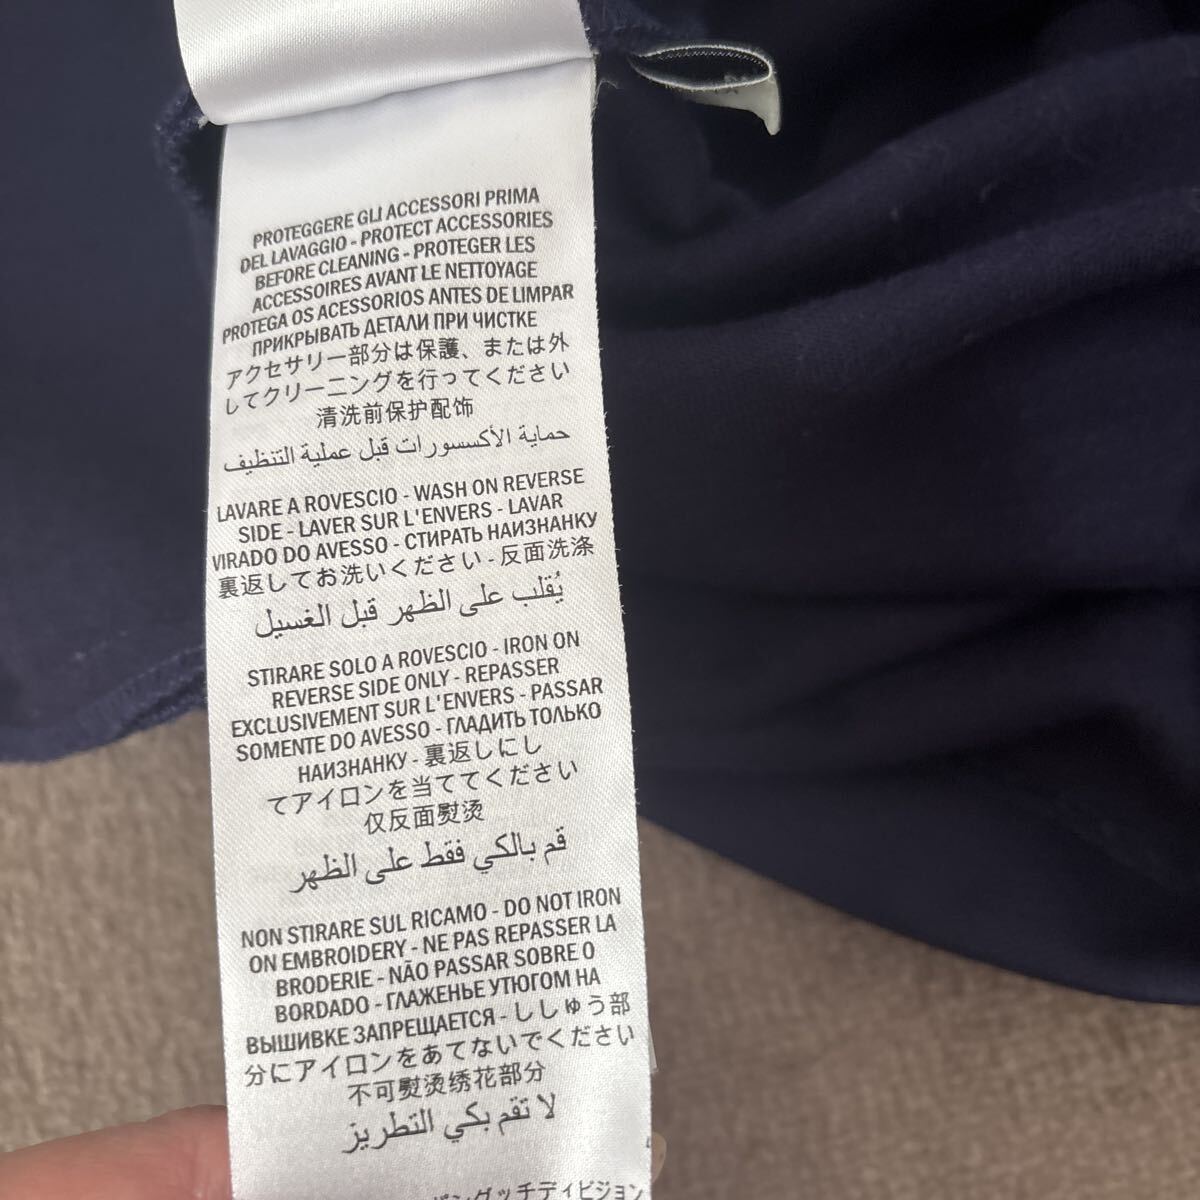 PROTEGGERE GLI ACCESSORI PRIMA
DEL LAVAGGIO - PROTECT ACCESSORIES
BEFORE CLEANING - PROTEGER LES
ACCESSOIRES AVANT LE NETTOYAGE
PROTEGA OS ACESSORIOS ANTES DE LIMPAR
ПРИКРЫВАТЬ ДЕТАЛИ ПРИ ЧИСТКЕ
アクセサリー部分は保護、または外
してクリーニングを行ってください
清洗前保护配饰
حماية الأكسسورات قبل عملية التنظيف
LAVARE A ROVESCIO - WASH ON REVERSE
SIDE - LAVER SUR L'ENVERS - LAVAR
VIRADO DO AVESSO - СТИРАТЬ НАИЗНАНКУ
裏返してお洗いください - 反面洗涤
يُقلب على الظهر قبل الغسيل
STIRARE SOLO A ROVESCIO - IRON ON
REVERSE SIDE ONLY - REPASSER
EXCLUSIVEMENT SUR L'ENVERS - PASSAR
SOMENTE DO AVESSO - ГЛАДИТЬ ТОЛЬКО
НАИЗНАНКУ - 裏返しにし
てアイロンを当ててください
仅反面熨烫
قم بالكي فقط على الظهر
NON STIRARE SUL RICAMO - DO NOT IRON
ON EMBROIDERY - NE PAS REPASSER LA
BRODERIE - NÃO PASSAR SOBRE O
BORDADO - ГЛАЖЕНЬЕ УТЮГОМ НА
ВЫШИВКЕ ЗАПРЕЩАЕТСЯ - ししゅう部
分にアイロンをあてないでください
不可熨烫绣花部分
لا تقم بكي التطريز
グッチディビジョン